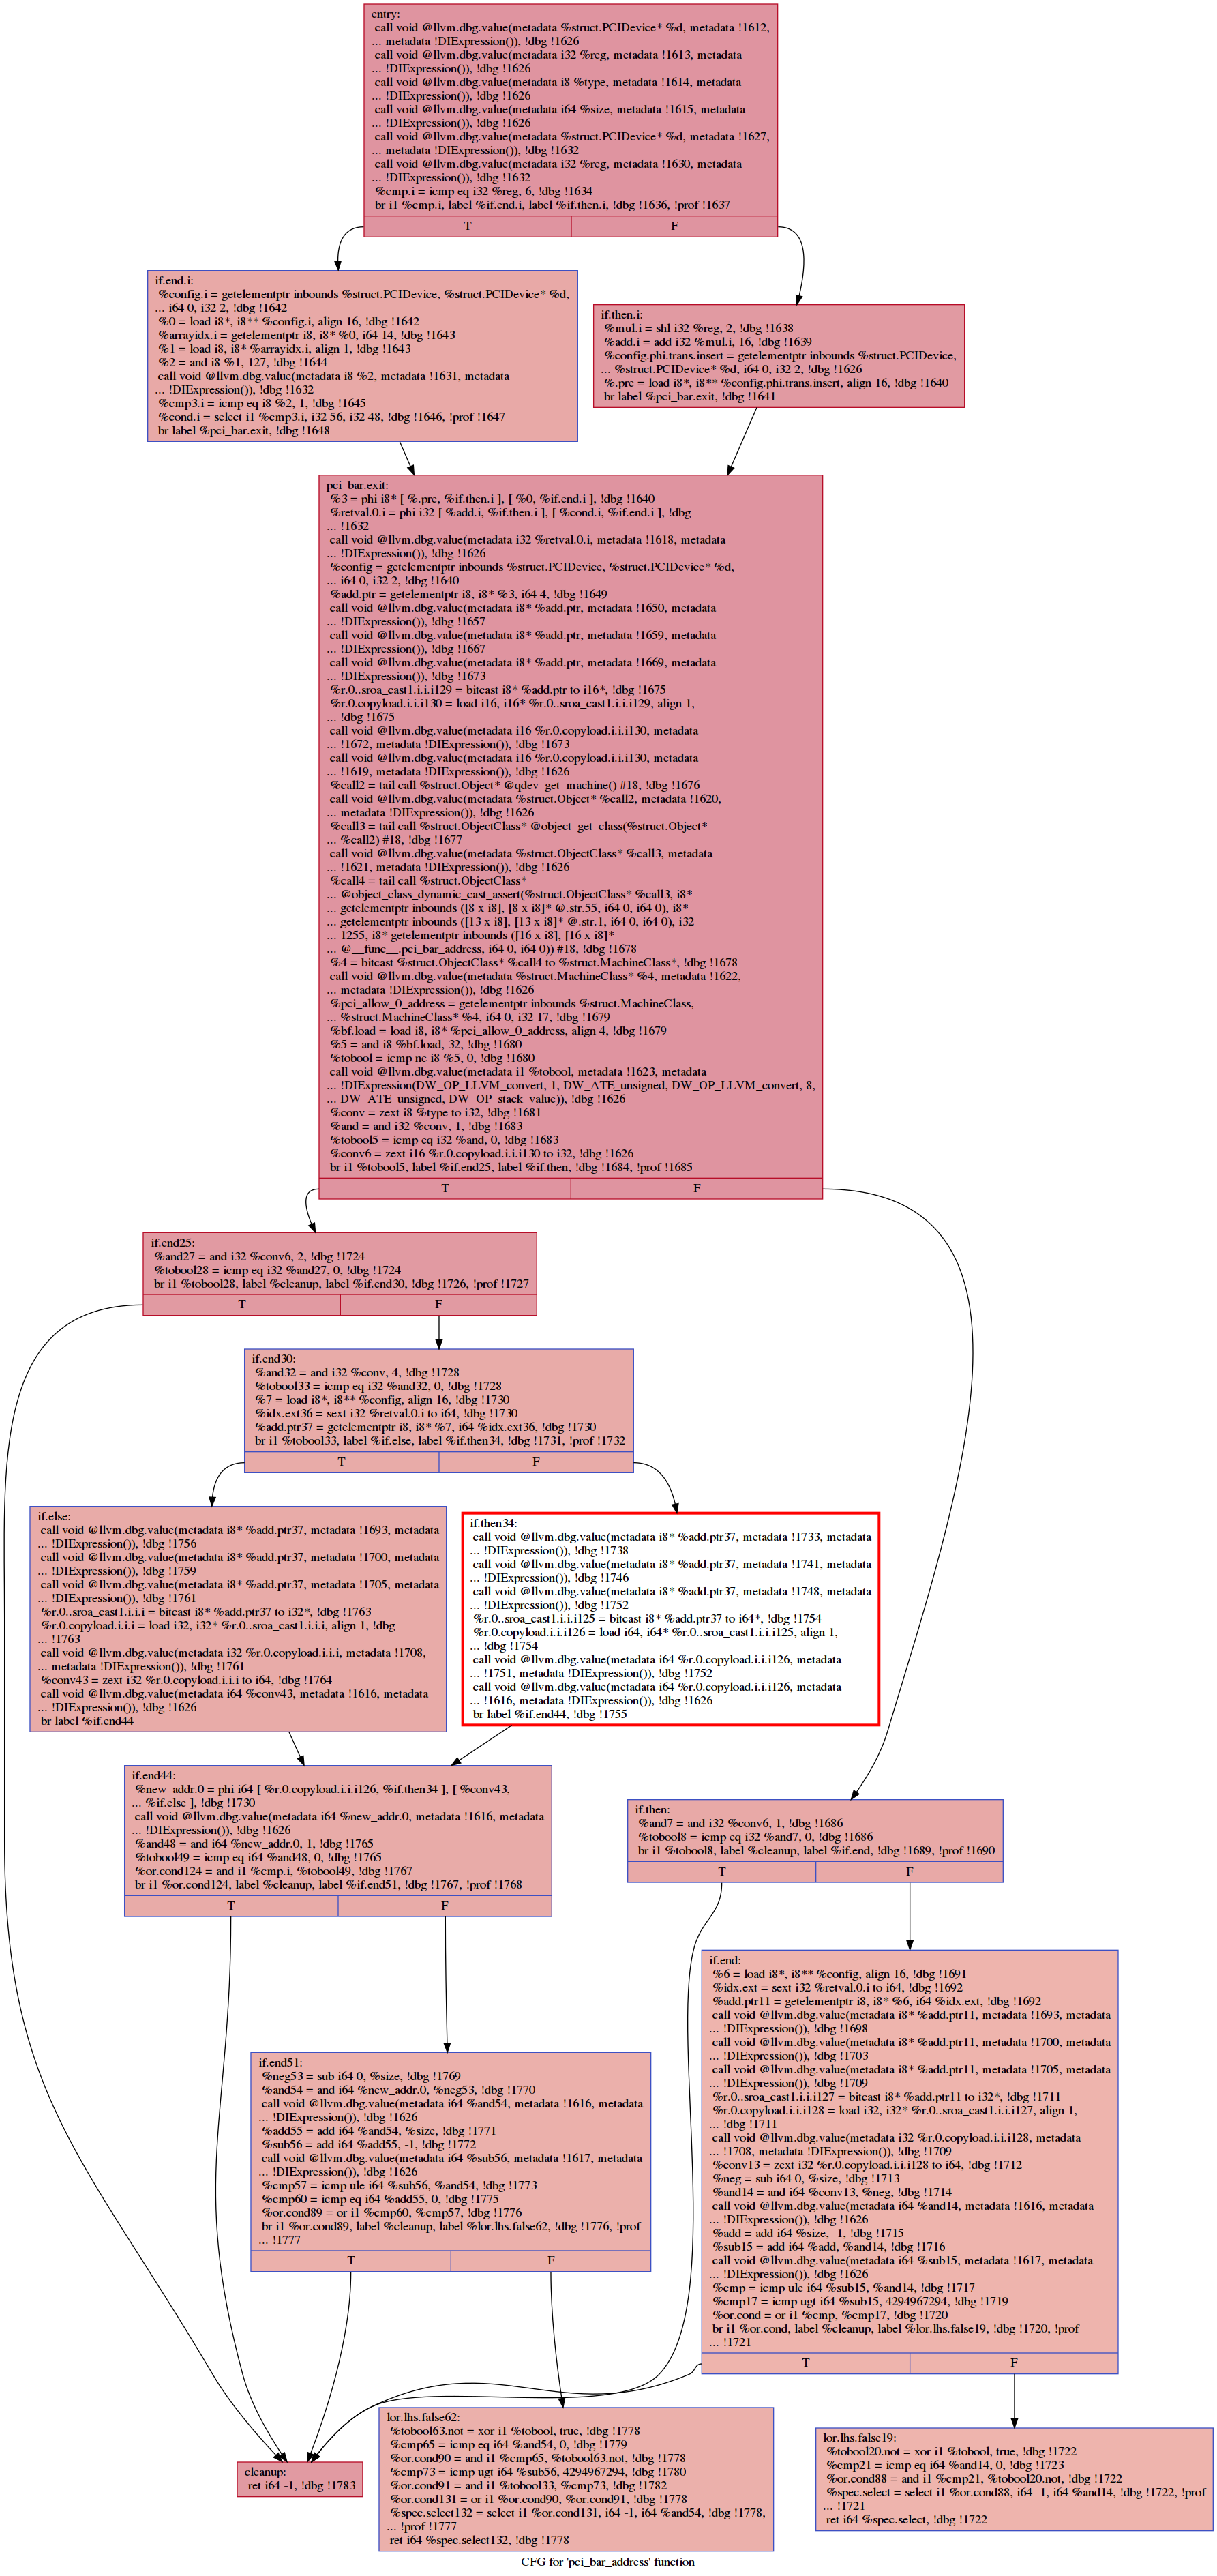 entry:
call void @llvm.dbg.value(metadata %struct.PCIDevice* %d, metadata !1612,
... metadata !DIExpression()), !dbg !1626
call void @llvm.dbg.value(metadata i32 %reg, metadata !1613, metadata
... !DIExpression()), !dbg !1626
call void @llvm.dbg.value(metadata i8 %type, metadata !1614, metadata
... !DIExpression()), !dbg !1626
call void @llvm.dbg.value(metadata i64 %size, metadata !1615, metadata
... !DIExpression()), !dbg !1626
call void @llvm.dbg.value(metadata %struct.PCIDevice* %d, metadata !1627,
... metadata !DIExpression()), !dbg !1632
call void @llvm.dbg.value(metadata i32 %reg, metadata !1630, metadata
... !DIExpression()), !dbg !1632
%cmp.i = icmp eq i32 %reg, 6, !dbg !1634
br i1 %cmp.i, label %if.end.i, label %if.then.i, !dbg !1636, !prof !1637
T F
if.end.i:
%config.i = getelementptr inbounds %struct.PCIDevice, %struct.PCIDevice* %d,
... i64 0, i32 2, !dbg !1642
%0 = load i8*, i8** %config.i, align 16, !dbg !1642
%arrayidx.i = getelementptr i8, i8* %0, i64 14, !dbg !1643
%1 = load i8, i8* %arrayidx.i, align 1, !dbg !1643
%2 = and i8 %1, 127, !dbg !1644
call void @llvm.dbg.value(metadata i8 %2, metadata !1631, metadata
... !DIExpression()), !dbg !1632
%cmp3.i = icmp eq i8 %2, 1, !dbg !1645
%cond.i = select i1 %cmp3.i, i32 56, i32 48, !dbg !1646, !prof !1647
br label %pci_bar.exit, !dbg !1648
if.then.i:
%mul.i = shl i32 %reg, 2, !dbg !1638
%add.i = add i32 %mul.i, 16, !dbg !1639
%config.phi.trans.insert = getelementptr inbounds %struct.PCIDevice,
... %struct.PCIDevice* %d, i64 0, i32 2, !dbg !1626
%.pre = load i8*, i8** %config.phi.trans.insert, align 16, !dbg !1640
br label %pci_bar.exit, !dbg !1641
pci_bar.exit:
%3 = phi i8* [ %.pre, %if.then.i ], [ %0, %if.end.i ], !dbg !1640
%retval.0.i = phi i32 [ %add.i, %if.then.i ], [ %cond.i, %if.end.i ], !dbg
... !1632
call void @llvm.dbg.value(metadata i32 %retval.0.i, metadata !1618, metadata
... !DIExpression()), !dbg !1626
%config = getelementptr inbounds %struct.PCIDevice, %struct.PCIDevice* %d,
... i64 0, i32 2, !dbg !1640
%add.ptr = getelementptr i8, i8* %3, i64 4, !dbg !1649
call void @llvm.dbg.value(metadata i8* %add.ptr, metadata !1650, metadata
... !DIExpression()), !dbg !1657
call void @llvm.dbg.value(metadata i8* %add.ptr, metadata !1659, metadata
... !DIExpression()), !dbg !1667
call void @llvm.dbg.value(metadata i8* %add.ptr, metadata !1669, metadata
... !DIExpression()), !dbg !1673
%r.0..sroa_cast1.i.i.i129 = bitcast i8* %add.ptr to i16*, !dbg !1675
%r.0.copyload.i.i.i130 = load i16, i16* %r.0..sroa_cast1.i.i.i129, align 1,
... !dbg !1675
call void @llvm.dbg.value(metadata i16 %r.0.copyload.i.i.i130, metadata
... !1672, metadata !DIExpression()), !dbg !1673
call void @llvm.dbg.value(metadata i16 %r.0.copyload.i.i.i130, metadata
... !1619, metadata !DIExpression()), !dbg !1626
%call2 = tail call %struct.Object* @qdev_get_machine() #18, !dbg !1676
call void @llvm.dbg.value(metadata %struct.Object* %call2, metadata !1620,
... metadata !DIExpression()), !dbg !1626
%call3 = tail call %struct.ObjectClass* @object_get_class(%struct.Object*
... %call2) #18, !dbg !1677
call void @llvm.dbg.value(metadata %struct.ObjectClass* %call3, metadata
... !1621, metadata !DIExpression()), !dbg !1626
%call4 = tail call %struct.ObjectClass*
... @object_class_dynamic_cast_assert(%struct.ObjectClass* %call3, i8*
... getelementptr inbounds ([8 x i8], [8 x i8]* @.str.55, i64 0, i64 0), i8*
... getelementptr inbounds ([13 x i8], [13 x i8]* @.str.1, i64 0, i64 0), i32
... 1255, i8* getelementptr inbounds ([16 x i8], [16 x i8]*
... @__func__.pci_bar_address, i64 0, i64 0)) #18, !dbg !1678
%4 = bitcast %struct.ObjectClass* %call4 to %struct.MachineClass*, !dbg !1678
call void @llvm.dbg.value(metadata %struct.MachineClass* %4, metadata !1622,
... metadata !DIExpression()), !dbg !1626
%pci_allow_0_address = getelementptr inbounds %struct.MachineClass,
... %struct.MachineClass* %4, i64 0, i32 17, !dbg !1679
%bf.load = load i8, i8* %pci_allow_0_address, align 4, !dbg !1679
%5 = and i8 %bf.load, 32, !dbg !1680
%tobool = icmp ne i8 %5, 0, !dbg !1680
call void @llvm.dbg.value(metadata i1 %tobool, metadata !1623, metadata
... !DIExpression(DW_OP_LLVM_convert, 1, DW_ATE_unsigned, DW_OP_LLVM_convert, 8,
... DW_ATE_unsigned, DW_OP_stack_value)), !dbg !1626
%conv = zext i8 %type to i32, !dbg !1681
%and = and i32 %conv, 1, !dbg !1683
%tobool5 = icmp eq i32 %and, 0, !dbg !1683
%conv6 = zext i16 %r.0.copyload.i.i.i130 to i32, !dbg !1626
br i1 %tobool5, label %if.end25, label %if.then, !dbg !1684, !prof !1685
T F
if.end25:
%and27 = and i32 %conv6, 2, !dbg !1724
%tobool28 = icmp eq i32 %and27, 0, !dbg !1724
br i1 %tobool28, label %cleanup, label %if.end30, !dbg !1726, !prof !1727
T F
if.end30:
%and32 = and i32 %conv, 4, !dbg !1728
%tobool33 = icmp eq i32 %and32, 0, !dbg !1728
%7 = load i8*, i8** %config, align 16, !dbg !1730
%idx.ext36 = sext i32 %retval.0.i to i64, !dbg !1730
%add.ptr37 = getelementptr i8, i8* %7, i64 %idx.ext36, !dbg !1730
br i1 %tobool33, label %if.else, label %if.then34, !dbg !1731, !prof !1732
T F
if.else:
call void @llvm.dbg.value(metadata i8* %add.ptr37, metadata !1693, metadata
... !DIExpression()), !dbg !1756
call void @llvm.dbg.value(metadata i8* %add.ptr37, metadata !1700, metadata
... !DIExpression()), !dbg !1759
call void @llvm.dbg.value(metadata i8* %add.ptr37, metadata !1705, metadata
... !DIExpression()), !dbg !1761
%r.0..sroa_cast1.i.i.i = bitcast i8* %add.ptr37 to i32*, !dbg !1763
%r.0.copyload.i.i.i = load i32, i32* %r.0..sroa_cast1.i.i.i, align 1, !dbg
... !1763
call void @llvm.dbg.value(metadata i32 %r.0.copyload.i.i.i, metadata !1708,
... metadata !DIExpression()), !dbg !1761
%conv43 = zext i32 %r.0.copyload.i.i.i to i64, !dbg !1764
call void @llvm.dbg.value(metadata i64 %conv43, metadata !1616, metadata
... !DIExpression()), !dbg !1626
br label %if.end44
if.then34:
call void @llvm.dbg.value(metadata i8* %add.ptr37, metadata !1733, metadata
... !DIExpression()), !dbg !1738
call void @llvm.dbg.value(metadata i8* %add.ptr37, metadata !1741, metadata
... !DIExpression()), !dbg !1746
call void @llvm.dbg.value(metadata i8* %add.ptr37, metadata !1748, metadata
... !DIExpression()), !dbg !1752
%r.0..sroa_cast1.i.i.i125 = bitcast i8* %add.ptr37 to i64*, !dbg !1754
%r.0.copyload.i.i.i126 = load i64, i64* %r.0..sroa_cast1.i.i.i125, align 1,
... !dbg !1754
call void @llvm.dbg.value(metadata i64 %r.0.copyload.i.i.i126, metadata
... !1751, metadata !DIExpression()), !dbg !1752
call void @llvm.dbg.value(metadata i64 %r.0.copyload.i.i.i126, metadata
... !1616, metadata !DIExpression()), !dbg !1626
br label %if.end44, !dbg !1755
if.end44:
%new_addr.0 = phi i64 [ %r.0.copyload.i.i.i126, %if.then34 ], [ %conv43,
... %if.else ], !dbg !1730
call void @llvm.dbg.value(metadata i64 %new_addr.0, metadata !1616, metadata
... !DIExpression()), !dbg !1626
%and48 = and i64 %new_addr.0, 1, !dbg !1765
%tobool49 = icmp eq i64 %and48, 0, !dbg !1765
%or.cond124 = and i1 %cmp.i, %tobool49, !dbg !1767
br i1 %or.cond124, label %cleanup, label %if.end51, !dbg !1767, !prof !1768
T F
if.then:
%and7 = and i32 %conv6, 1, !dbg !1686
%tobool8 = icmp eq i32 %and7, 0, !dbg !1686
br i1 %tobool8, label %cleanup, label %if.end, !dbg !1689, !prof !1690
T F
if.end:
%6 = load i8*, i8** %config, align 16, !dbg !1691
%idx.ext = sext i32 %retval.0.i to i64, !dbg !1692
%add.ptr11 = getelementptr i8, i8* %6, i64 %idx.ext, !dbg !1692
call void @llvm.dbg.value(metadata i8* %add.ptr11, metadata !1693, metadata
... !DIExpression()), !dbg !1698
call void @llvm.dbg.value(metadata i8* %add.ptr11, metadata !1700, metadata
... !DIExpression()), !dbg !1703
call void @llvm.dbg.value(metadata i8* %add.ptr11, metadata !1705, metadata
... !DIExpression()), !dbg !1709
%r.0..sroa_cast1.i.i.i127 = bitcast i8* %add.ptr11 to i32*, !dbg !1711
%r.0.copyload.i.i.i128 = load i32, i32* %r.0..sroa_cast1.i.i.i127, align 1,
... !dbg !1711
call void @llvm.dbg.value(metadata i32 %r.0.copyload.i.i.i128, metadata
... !1708, metadata !DIExpression()), !dbg !1709
%conv13 = zext i32 %r.0.copyload.i.i.i128 to i64, !dbg !1712
%neg = sub i64 0, %size, !dbg !1713
%and14 = and i64 %conv13, %neg, !dbg !1714
call void @llvm.dbg.value(metadata i64 %and14, metadata !1616, metadata
... !DIExpression()), !dbg !1626
%add = add i64 %size, -1, !dbg !1715
%sub15 = add i64 %add, %and14, !dbg !1716
call void @llvm.dbg.value(metadata i64 %sub15, metadata !1617, metadata
... !DIExpression()), !dbg !1626
%cmp = icmp ule i64 %sub15, %and14, !dbg !1717
%cmp17 = icmp ugt i64 %sub15, 4294967294, !dbg !1719
%or.cond = or i1 %cmp, %cmp17, !dbg !1720
br i1 %or.cond, label %cleanup, label %lor.lhs.false19, !dbg !1720, !prof
... !1721
T F
if.end51:
%neg53 = sub i64 0, %size, !dbg !1769
%and54 = and i64 %new_addr.0, %neg53, !dbg !1770
call void @llvm.dbg.value(metadata i64 %and54, metadata !1616, metadata
... !DIExpression()), !dbg !1626
%add55 = add i64 %and54, %size, !dbg !1771
%sub56 = add i64 %add55, -1, !dbg !1772
call void @llvm.dbg.value(metadata i64 %sub56, metadata !1617, metadata
... !DIExpression()), !dbg !1626
%cmp57 = icmp ule i64 %sub56, %and54, !dbg !1773
%cmp60 = icmp eq i64 %add55, 0, !dbg !1775
%or.cond89 = or i1 %cmp60, %cmp57, !dbg !1776
br i1 %or.cond89, label %cleanup, label %lor.lhs.false62, !dbg !1776, !prof
... !1777
T F
cleanup:
ret i64 -1, !dbg !1783
lor.lhs.false62:
%tobool63.not = xor i1 %tobool, true, !dbg !1778
%cmp65 = icmp eq i64 %and54, 0, !dbg !1779
%or.cond90 = and i1 %cmp65, %tobool63.not, !dbg !1778
%cmp73 = icmp ugt i64 %sub56, 4294967294, !dbg !1780
%or.cond91 = and i1 %tobool33, %cmp73, !dbg !1782
%or.cond131 = or i1 %or.cond90, %or.cond91, !dbg !1778
%spec.select132 = select i1 %or.cond131, i64 -1, i64 %and54, !dbg !1778,
... !prof !1777
ret i64 %spec.select132, !dbg !1778
lor.lhs.false19:
%tobool20.not = xor i1 %tobool, true, !dbg !1722
%cmp21 = icmp eq i64 %and14, 0, !dbg !1723
%or.cond88 = and i1 %cmp21, %tobool20.not, !dbg !1722
%spec.select = select i1 %or.cond88, i64 -1, i64 %and14, !dbg !1722, !prof
... !1721
ret i64 %spec.select, !dbg !1722
CFG for 'pci_bar_address' function